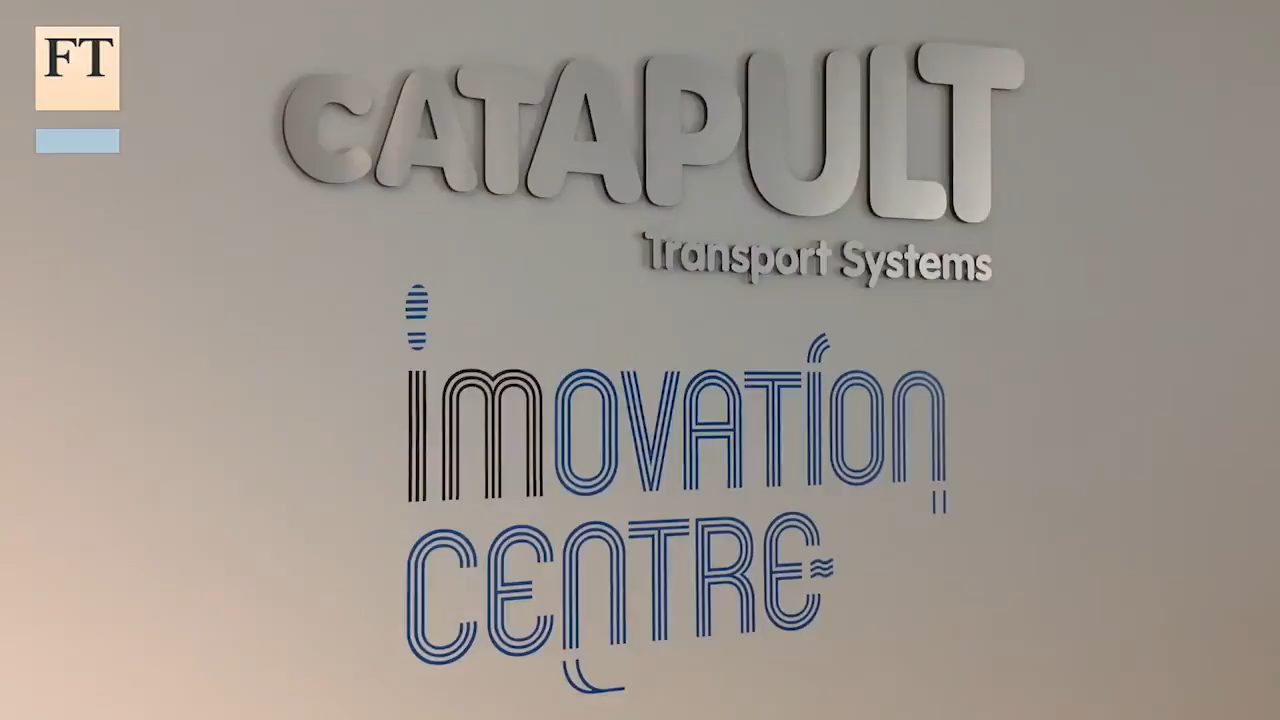 FT
CATAPULT
Transport Systems
imOVATiOn
CENTRE